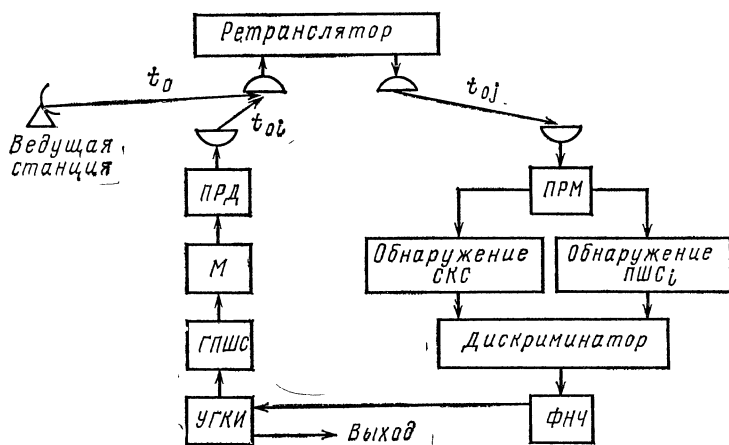 Ретранслятор
t₀
t₀ᵢ
t₀ⱼ
Ведущая
станция
ПРД
ПРМ
М
Обнаружение
СКС
Обнаружение
ПШСᵢ
ГПШС
Дискриминатор
УГКИ
ФНЧ
Выход